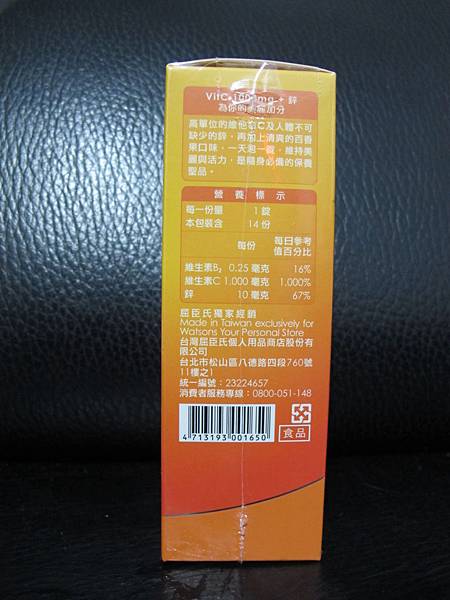 VitC 1000mg + 鋅
為你的美麗加分
高單位的維他命C及人體不可
缺少的鋅，再加上清爽的百香
果口味，一天泡一錠，維持美
麗與活力，是隨身必備的保養
聖品。
營 養 標 示
每一份量 1 錠
本包裝含 14 份
每份 每日參考
值百分比
維生素B₂ 0.25 毫克 16%
維生素C 1,000 毫克 1,000%
鋅 10 毫克 67%
屈臣氏獨家經銷
Made in Taiwan exclusively for
Watsons Your Personal Store
台灣屈臣氏個人用品商店股份有
限公司
台北市松山區八德路四段760號
11樓之1
統一編號：23224657
消費者服務專線：0800-051-148
4 713193 001650
食品